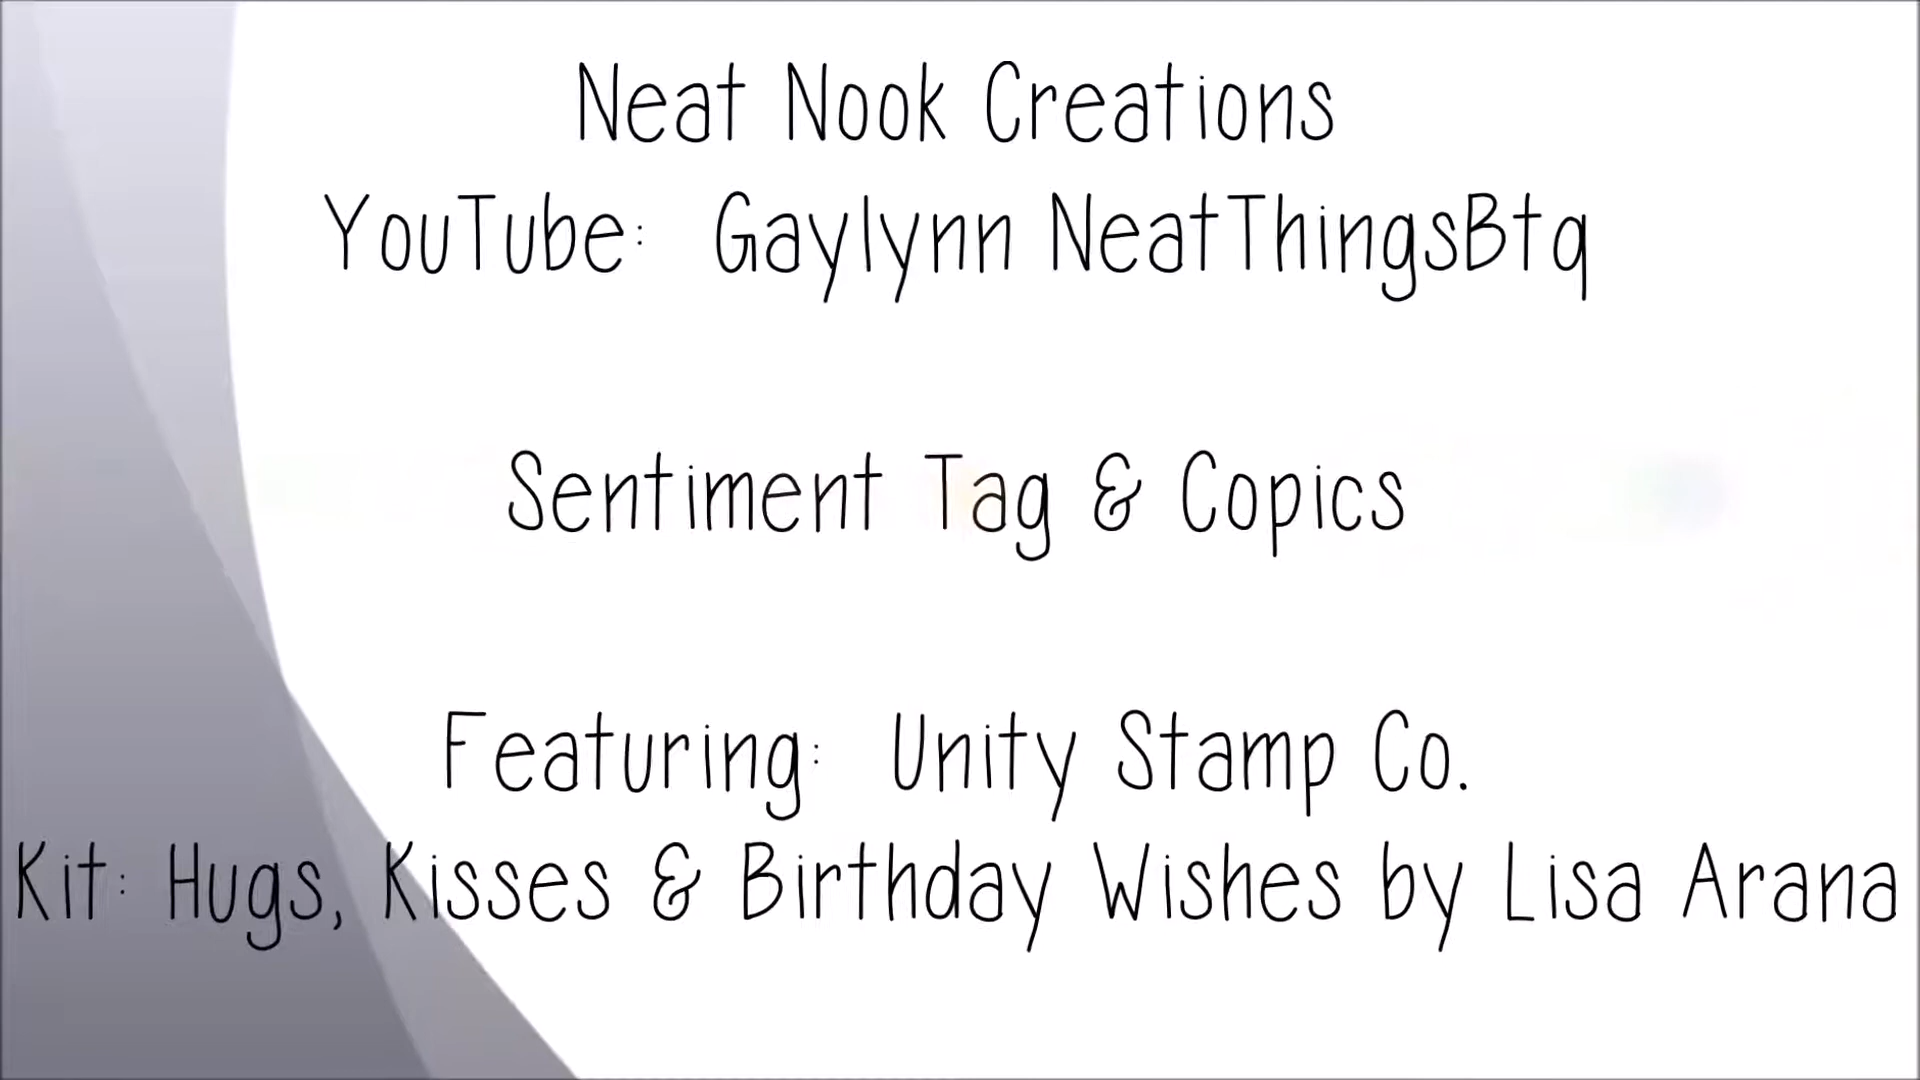 Neat Nook Creations
YouTube: Gaylynn NeatThingsBtq
Sentiment Tag & Copics
Featuring: Unity Stamp Co.
Kit: Hugs, Kisses & Birthday Wishes by Lisa Arana